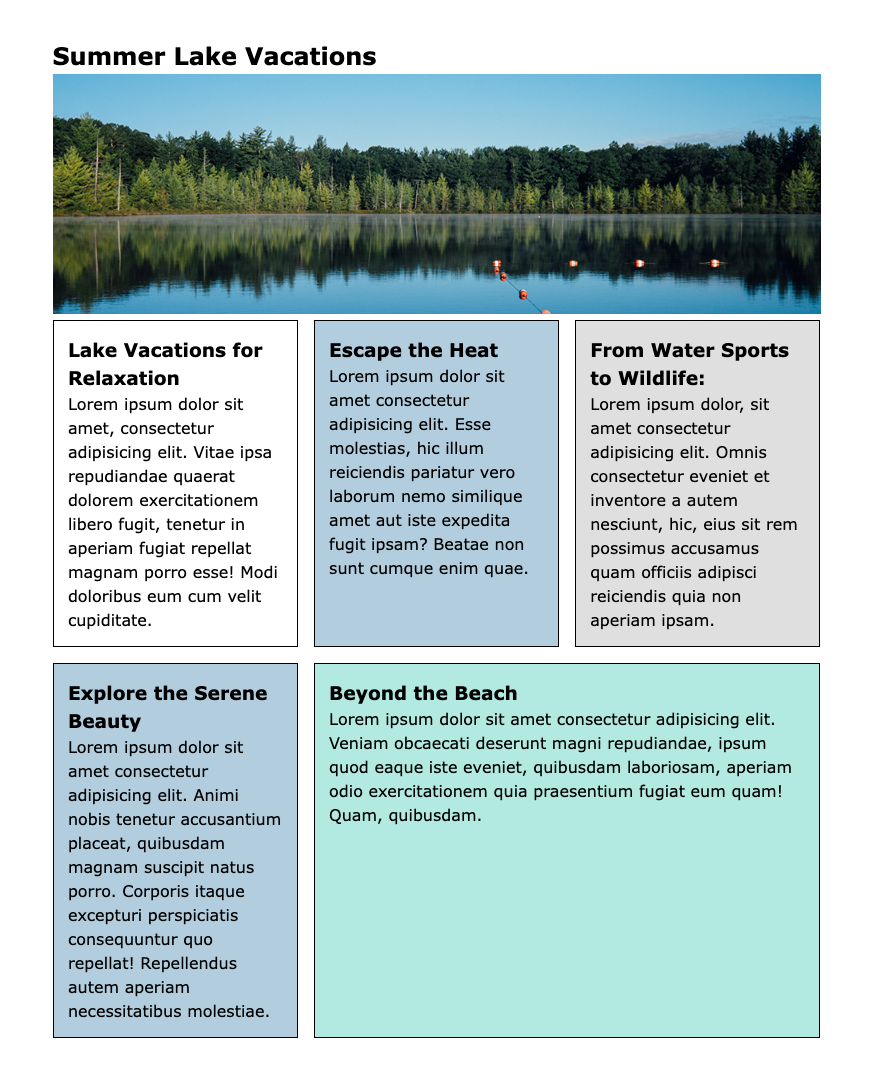 Summer Lake Vacations
Lake Vacations for
Relaxation
Lorem ipsum dolor sit
amet, consectetur
adipisicing elit. Vitae ipsa
repudiandae quaerat
dolorem exercitationem
libero fugit, tenetur in
aperiam fugiat repellat
magnam porro esse! Modi
doloribus eum cum velit
cupiditate.
Escape the Heat
Lorem ipsum dolor sit
amet consectetur
adipisicing elit. Esse
molestias, hic illum
reiciendis pariatur vero
laborum nemo similique
amet aut iste expedita
fugit ipsam? Beatae non
sunt cumque enim quae.
From Water Sports
to Wildlife:
Lorem ipsum dolor, sit
amet consectetur
adipisicing elit. Omnis
consectetur eveniet et
inventore a autem
nesciunt, hic, eius sit rem
possimus accusamus
quam officiis adipisci
reiciendis quia non
aperiam ipsam.
Explore the Serene
Beauty
Lorem ipsum dolor sit
amet consectetur
adipisicing elit. Animi
nobis tenetur accusantium
placeat, quibusdam
magnam suscipit natus
porro. Corporis itaque
excepturi perspiciatis
consequuntur quo
repellat! Repellendus
autem aperiam
necessitatibus molestiae.
Beyond the Beach
Lorem ipsum dolor sit amet consectetur adipisicing elit.
Veniam obcaecati deserunt magni repudiandae, ipsum
quod eaque iste eveniet, quibusdam laboriosam, aperiam
odio exercitationem quia praesentium fugiat eum quam!
Quam, quibusdam.